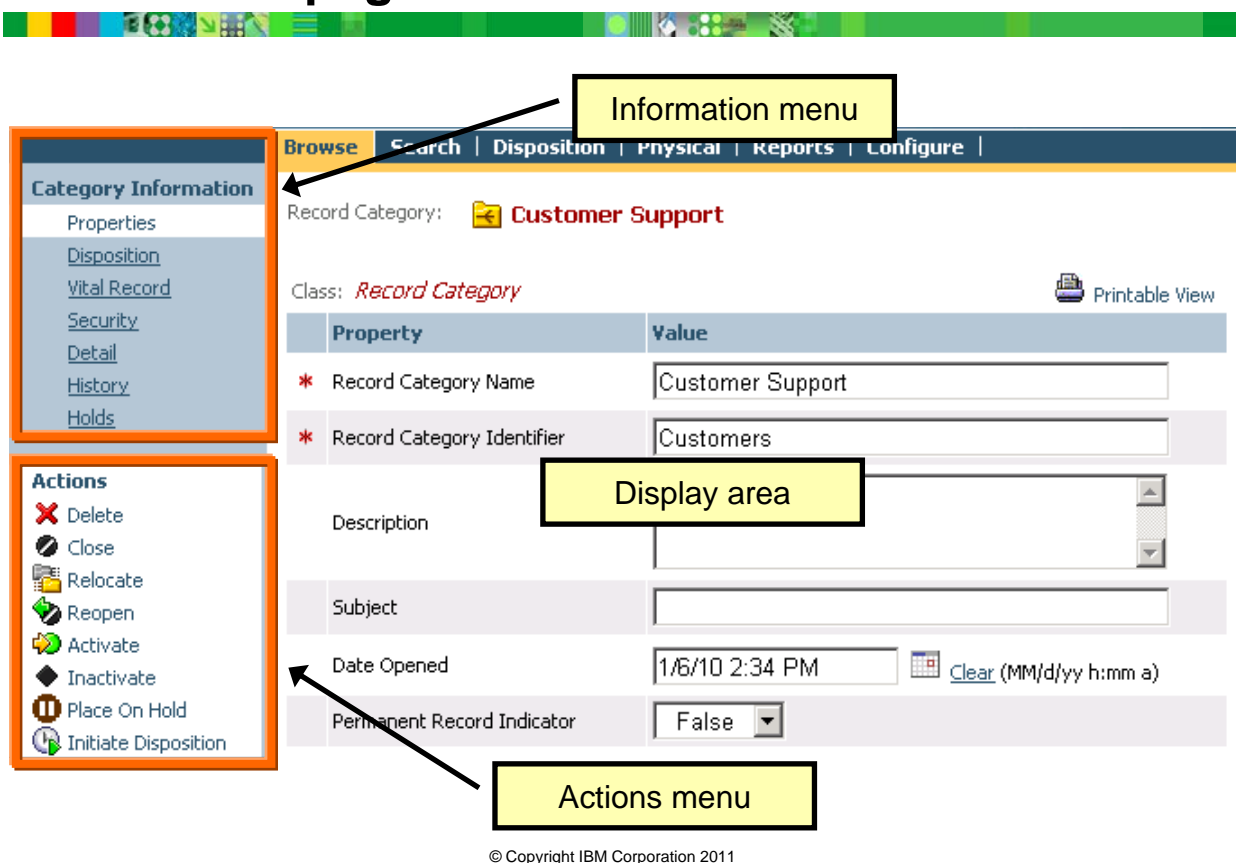 Information menu
Browse Search | Disposition | Physical | Reports | Configure |
Category Information
Properties
Disposition
Vital Record
Security
Detail
History
Holds
Record Category: Customer Support
Class: Record Category
Printable View
Property Value
* Record Category Name Customer Support
* Record Category Identifier Customers
Display area
Description
Subject
Date Opened 1/6/10 2:34 PM Clear (MM/d/yy h:mm a)
Permanent Record Indicator False
Actions
Delete
Close
Relocate
Reopen
Activate
Inactivate
Place On Hold
Initiate Disposition
Actions menu
© Copyright IBM Corporation 2011